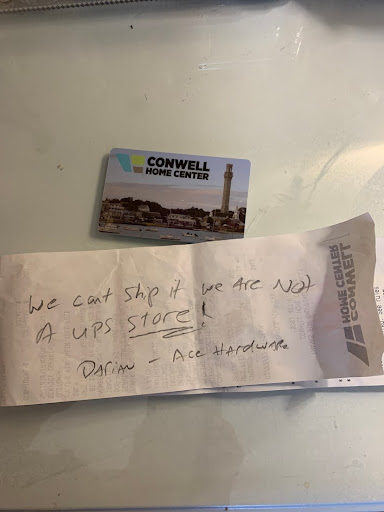 CONWELL
HOME CENTER
We cant ship it we are Not
A UPS store!
Darian - Ace Hardware
CONWELL
HOME CENTER